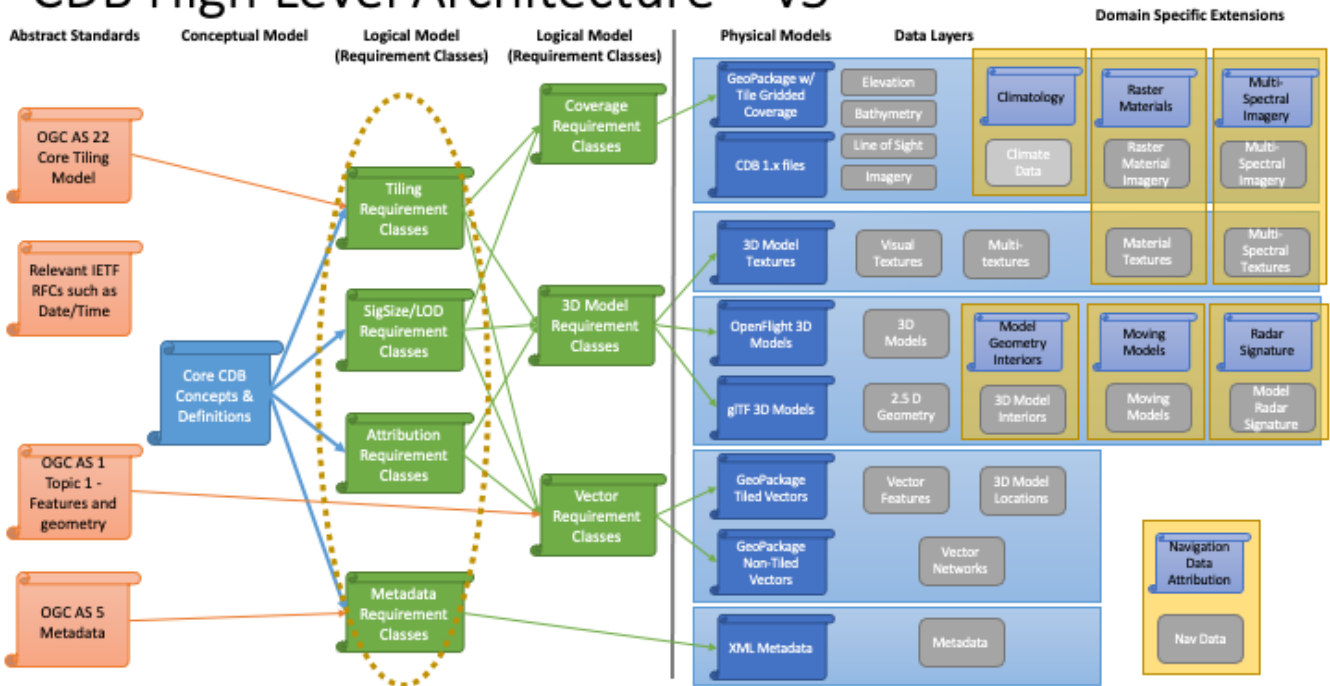 CDB High Level Architecture – V3
Domain Specific Extensions
Abstract Standards
Conceptual Model
Logical Model
(Requirement Classes)
Logical Model
(Requirement Classes)
Physical Models
Data Layers
OGC AS 22
Core Tiling
Model
Relevant IETF
RFCs such as
Date/Time
OGC AS 1
Topic 1 -
Features and
geometry
OGC AS 5
Metadata
Core CDB
Concepts &
Definitions
Tiling
Requirement
Classes
SigSize/LOD
Requirement
Classes
Attribution
Requirement
Classes
Metadata
Requirement
Classes
Coverage
Requirement
Classes
3D Model
Requirement
Classes
Vector
Requirement
Classes
GeoPackage w/
Tile Gridded
Coverage
CDB 1.x files
Elevation
Bathymetry
Line of Sight
Imagery
Climatology
Climate
Data
Raster
Materials
Raster
Material
Imagery
Multi-
Spectral
Imagery
Multi-
Spectral
Imagery
3D Model
Textures
Visual
Textures
Multi-
textures
Material
Textures
Multi-
Spectral
Textures
OpenFlight 3D
Models
glTF 3D Models
3D
Models
2.5 D
Geometry
Model
Geometry
Interiors
3D Model
Interiors
Moving
Models
Moving
Models
Radar
Signature
Model
Radar
Signature
GeoPackage
Tiled Vectors
GeoPackage
Non-Tiled
Vectors
Vector
Features
3D Model
Locations
Vector
Networks
XML Metadata
Metadata
Navigation
Data
Attribution
Nav Data